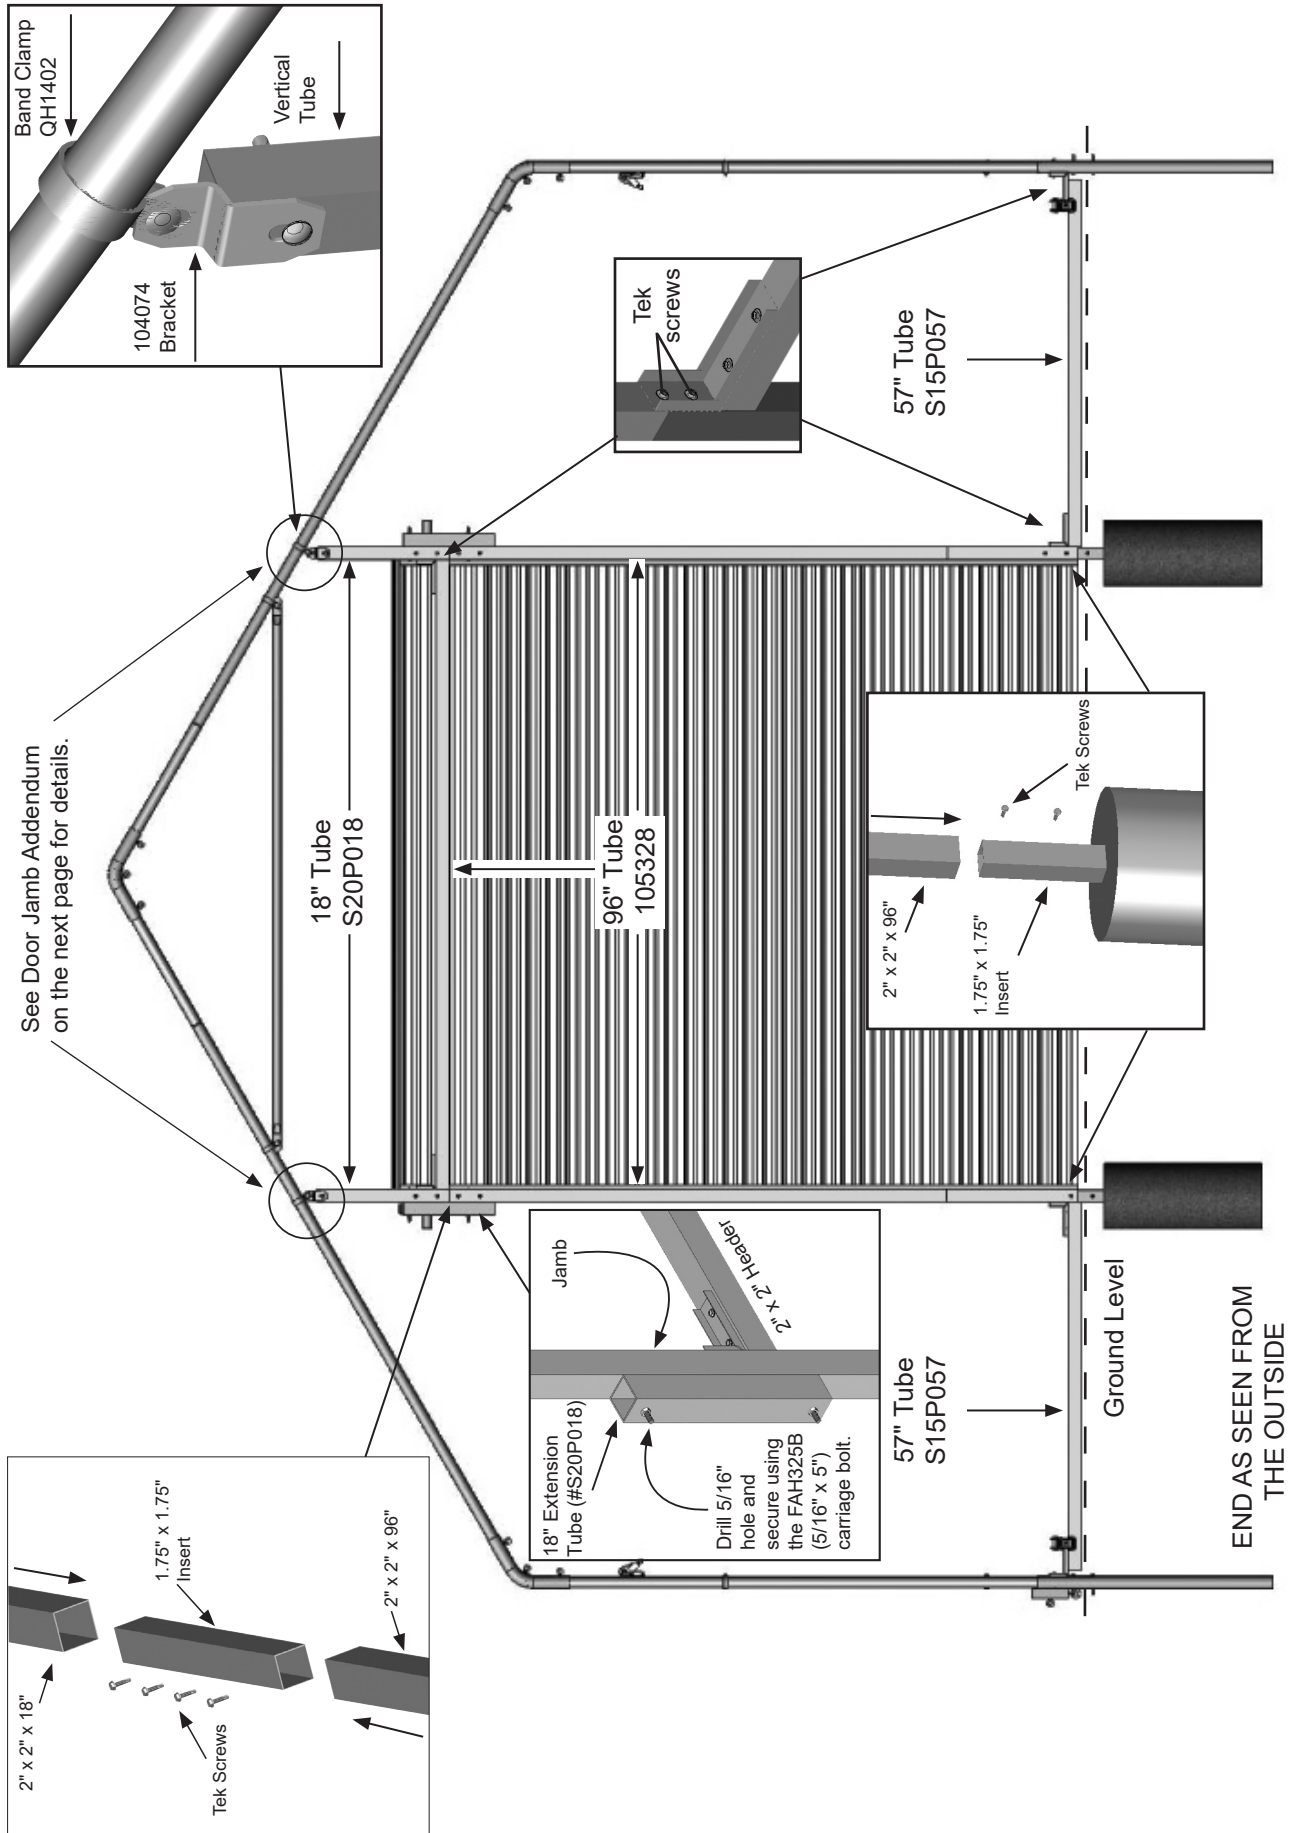 2" x 2" x 18"
Tek Screws
1.75" x 1.75"
Insert
2" x 2" x 96"
See Door Jamb Addendum
on the next page for details.
Band Clamp
QH1402
104074
Bracket
Vertical
Tube
18" Tube
S20P018
96" Tube
105328
Tek
screws
18" Extension
Tube (#S20P018)
Jamb
2" x 2" Header
Drill 5/16"
hole and
secure using
the FAH325B
(5/16" x 5")
carriage bolt.
2" x 2" x 96"
1.75" x 1.75"
Insert
Tek Screws
57" Tube
S15P057
57" Tube
S15P057
Ground Level
END AS SEEN FROM
THE OUTSIDE